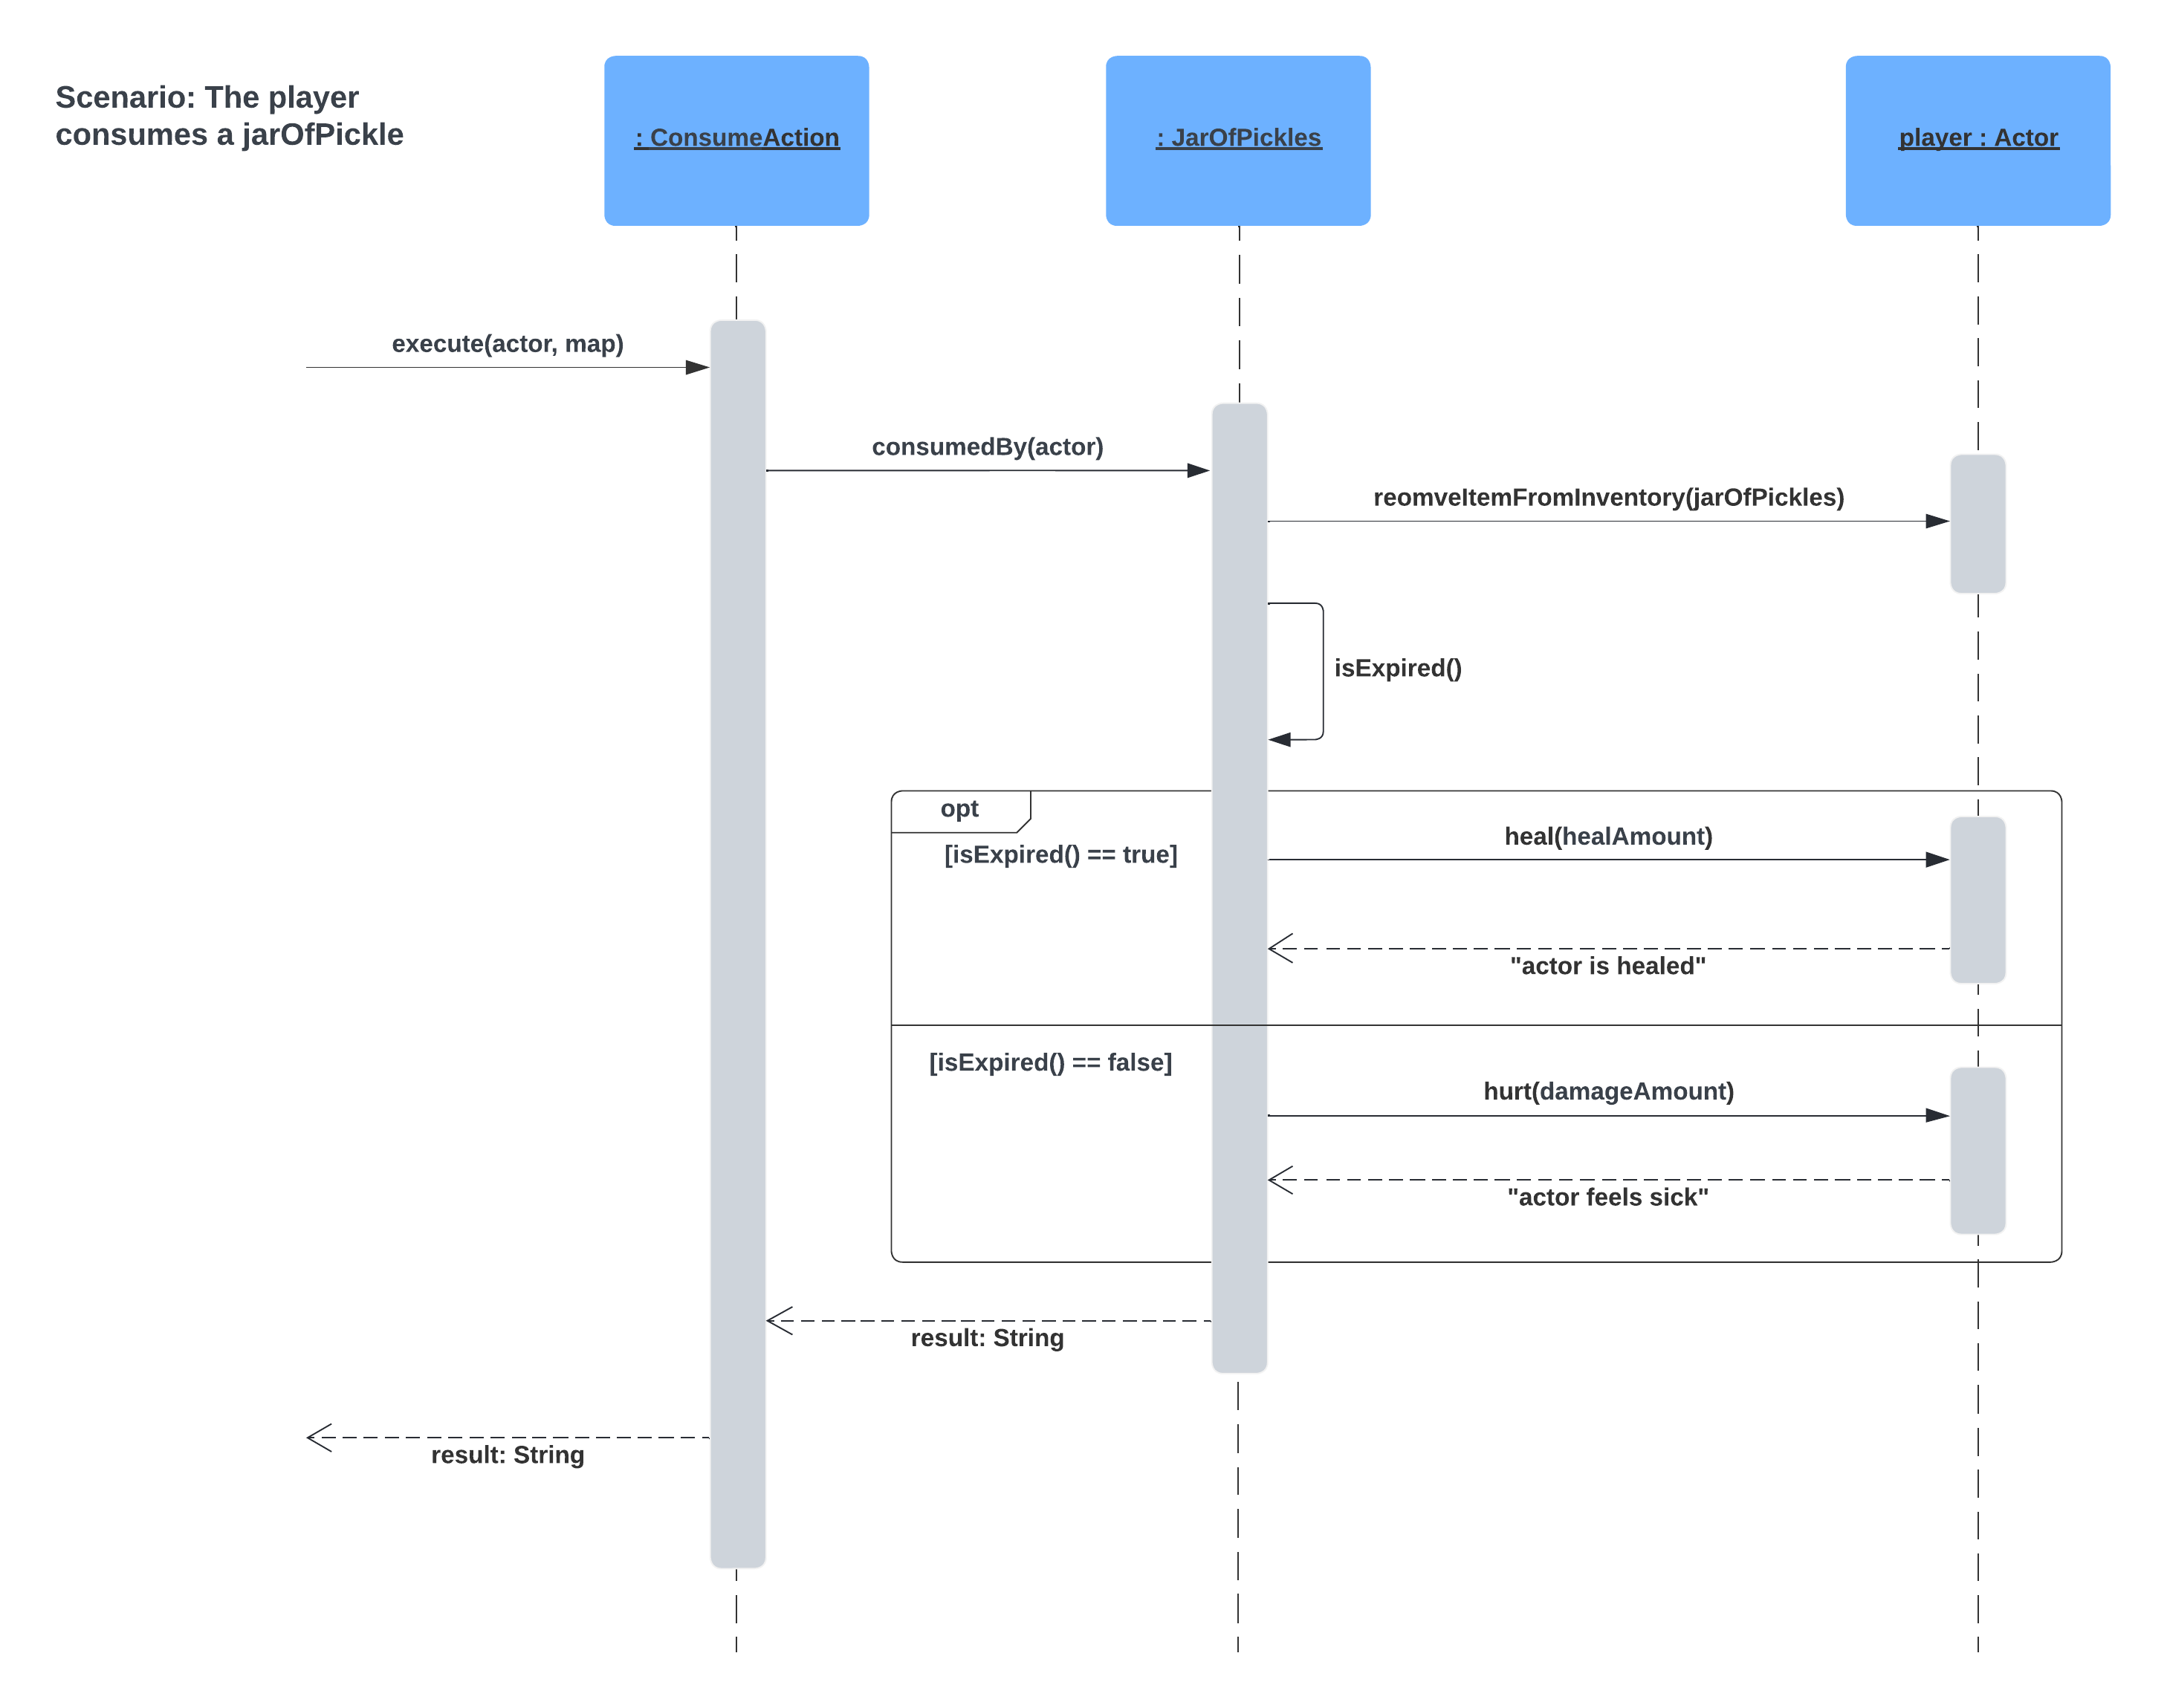 Scenario: The player
consumes a jarOfPickle
: ConsumeAction
: JarOfPickles
player : Actor
execute(actor, map)
consumedBy(actor)
reomveItemFromInventory(jarOfPickles)
isExpired()
opt
heal(healAmount)
[isExpired() == true]
"actor is healed"
[isExpired() == false]
hurt(damageAmount)
"actor feels sick"
result: String
result: String